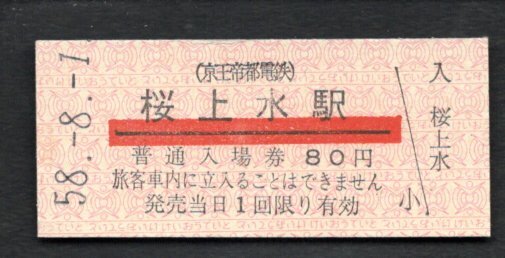 58.-8.-1
(京王帝都電鉄)
桜上水駅
普通入場券 80円
旅客車内に立入ることはできません
発売当日1回限り有効
入 桜上水
小